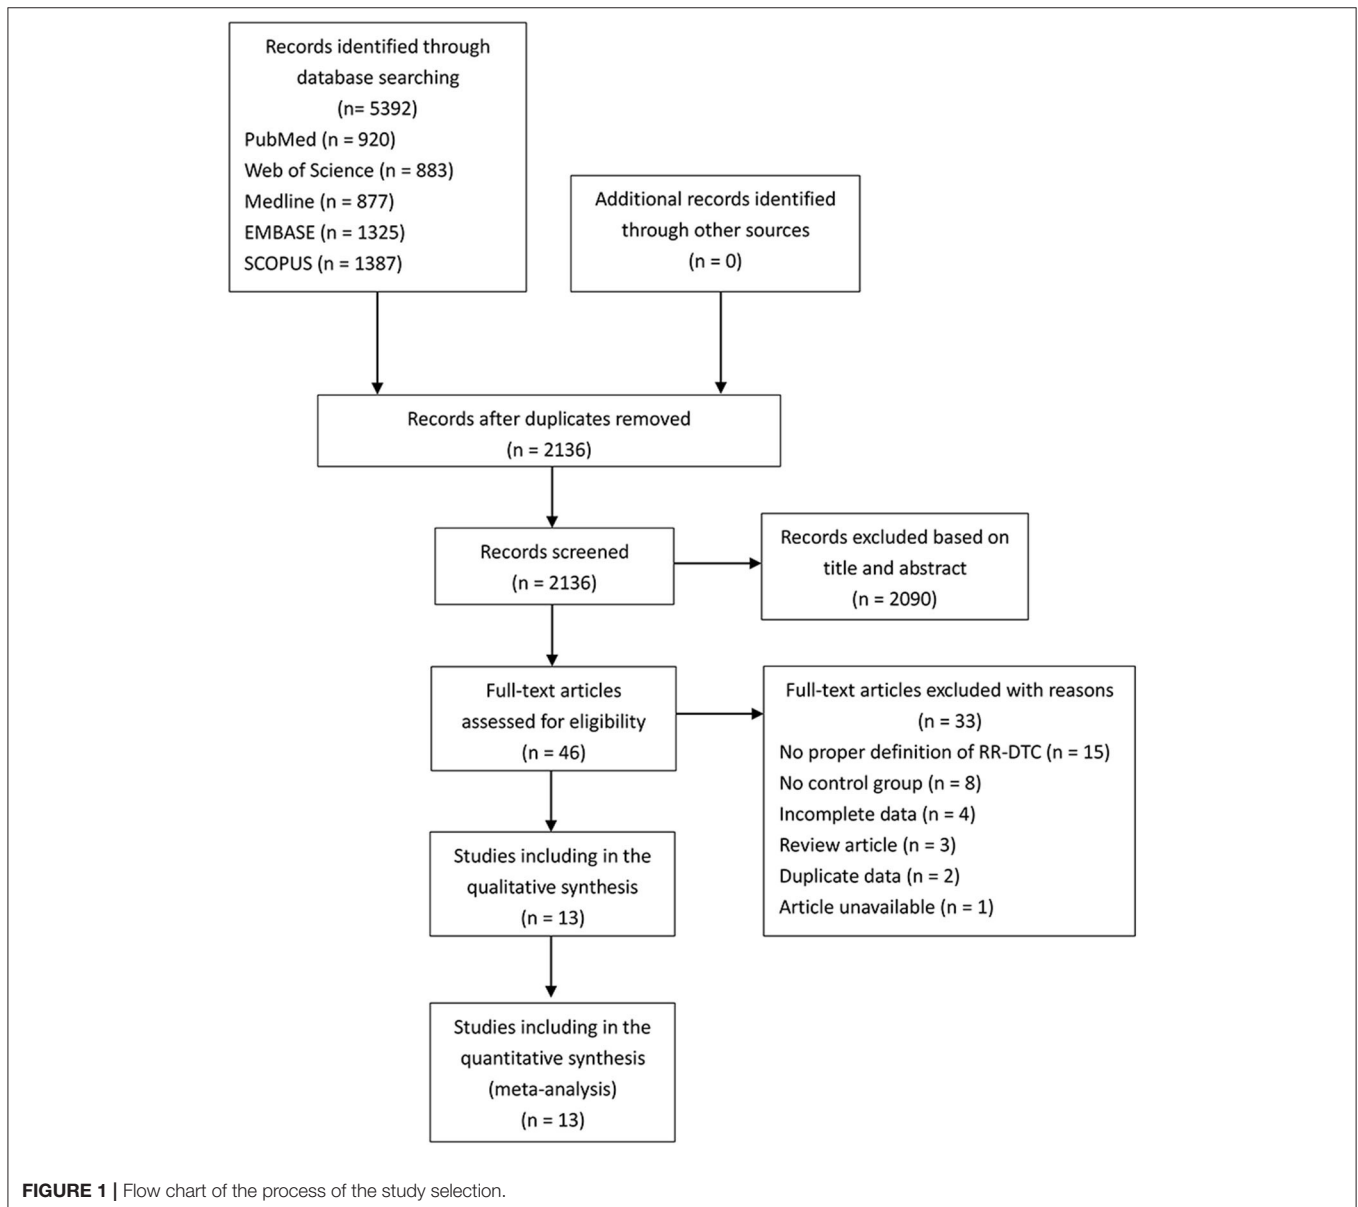 Records identified through
database searching
(n= 5392)
PubMed (n = 920)
Web of Science (n = 883)
Medline (n = 877)
EMBASE (n = 1325)
SCOPUS (n = 1387)
Additional records identified
through other sources
(n = 0)
Records after duplicates removed
(n = 2136)
Records screened
(n = 2136)
Records excluded based on
title and abstract
(n = 2090)
Full-text articles
assessed for eligibility
(n = 46)
Full-text articles excluded with reasons
(n = 33)
No proper definition of RR-DTC (n = 15)
No control group (n = 8)
Incomplete data (n = 4)
Review article (n = 3)
Duplicate data (n = 2)
Article unavailable (n = 1)
Studies including in the
qualitative synthesis
(n = 13)
Studies including in the
quantitative synthesis
(meta-analysis)
(n = 13)
FIGURE 1 | Flow chart of the process of the study selection.